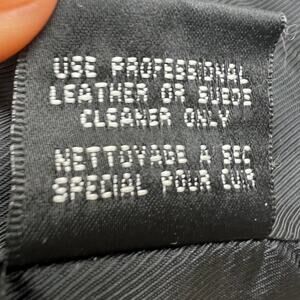 USE PROFESSIONAL
LEATHER OR SUEDE
CLEANER ONLY
NETTOYAGE A SEC
SPECIAL POUR CUIR